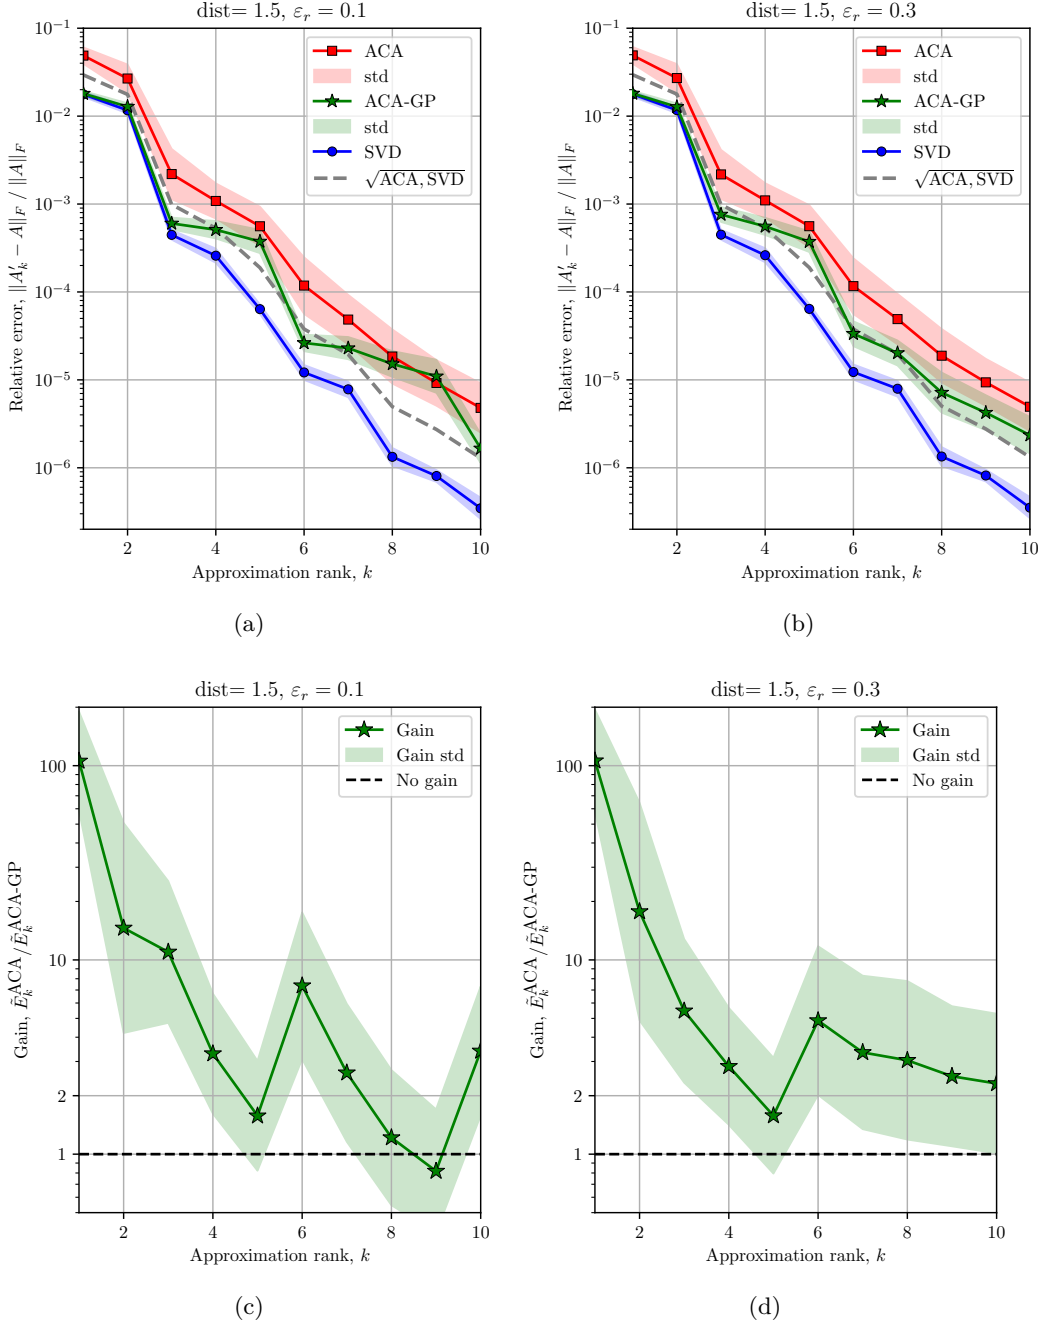 dist= 1.5, εᵣ = 0.1
Relative error, ‖A′ₖ − A‖_F / ‖A‖_F
10⁻¹
10⁻²
10⁻³
10⁻⁴
10⁻⁵
10⁻⁶
ACA
std
ACA-GP
std
SVD
√ACA, SVD
2 4 6 8 10
Approximation rank, k
(a)
dist= 1.5, εᵣ = 0.3
Relative error, ‖A′ₖ − A‖_F / ‖A‖_F
10⁻¹
10⁻²
10⁻³
10⁻⁴
10⁻⁵
10⁻⁶
ACA
std
ACA-GP
std
SVD
√ACA, SVD
2 4 6 8 10
Approximation rank, k
(b)
dist= 1.5, εᵣ = 0.1
Gain, Ẽₖ^ACA/Ẽₖ^ACA-GP
100
10
2
1
Gain
Gain std
No gain
2 4 6 8 10
Approximation rank, k
(c)
dist= 1.5, εᵣ = 0.3
Gain, Ẽₖ^ACA/Ẽₖ^ACA-GP
100
10
2
1
Gain
Gain std
No gain
2 4 6 8 10
Approximation rank, k
(d)